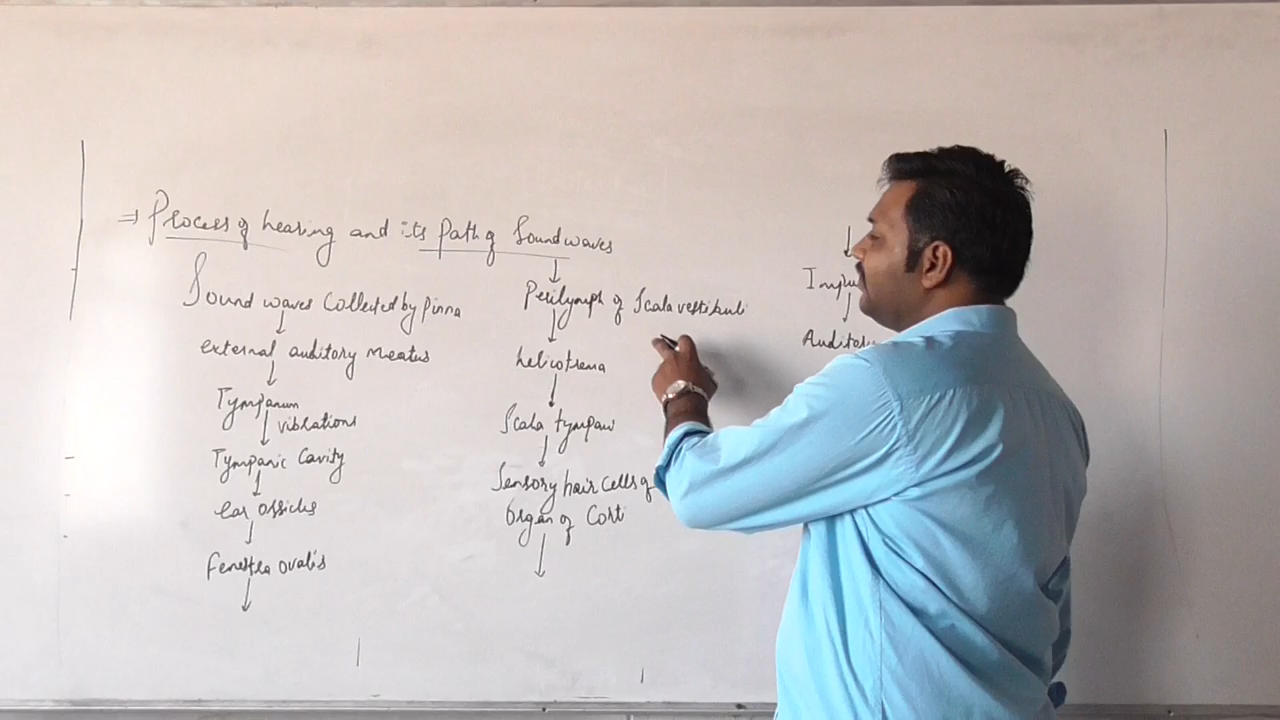 ⇒ Process of hearing and its Path of Sound waves
Sound waves Collected by Pinna
↓
external auditory meatus
↓
Tympanum
↓ vibrations
Tympanic Cavity
↓
ear ossicles
↓
Fenestra ovalis
↓
↓
Perilymph of Scala vestibuli
↓
helicotrema
↓
Scala tympani
↓
Sensory hair cells of
Organ of Corti
↓
↓
↓